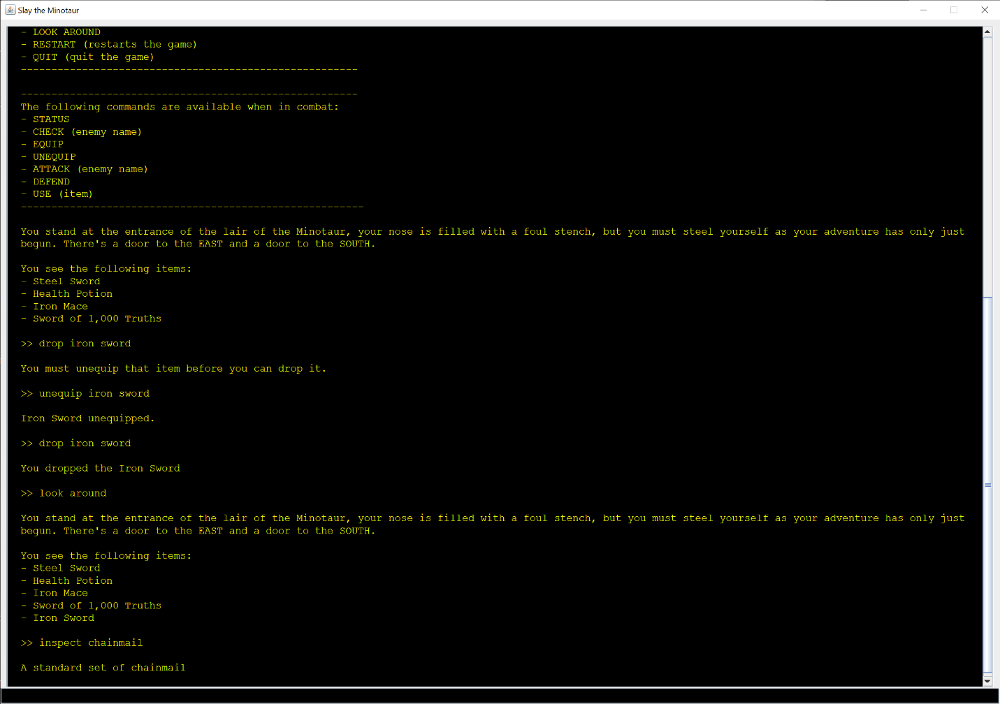 Slay the Minotaur
- LOOK AROUND
- RESTART (restarts the game)
- QUIT (quit the game)
-------------------------------------------------------
-------------------------------------------------------
The following commands are available when in combat:
- STATUS
- CHECK (enemy name)
- EQUIP
- UNEQUIP
- ATTACK (enemy name)
- DEFEND
- USE (item)
--------------------------------------------------------
You stand at the entrance of the lair of the Minotaur, your nose is filled with a foul stench, but you must steel yourself as your adventure has only just
begun. There's a door to the EAST and a door to the SOUTH.
You see the following items:
- Steel Sword
- Health Potion
- Iron Mace
- Sword of 1,000 Truths
>> drop iron sword
You must unequip that item before you can drop it.
>> unequip iron sword
Iron Sword unequipped.
>> drop iron sword
You dropped the Iron Sword
>> look around
You stand at the entrance of the lair of the Minotaur, your nose is filled with a foul stench, but you must steel yourself as your adventure has only just
begun. There's a door to the EAST and a door to the SOUTH.
You see the following items:
- Steel Sword
- Health Potion
- Iron Mace
- Sword of 1,000 Truths
- Iron Sword
>> inspect chainmail
A standard set of chainmail